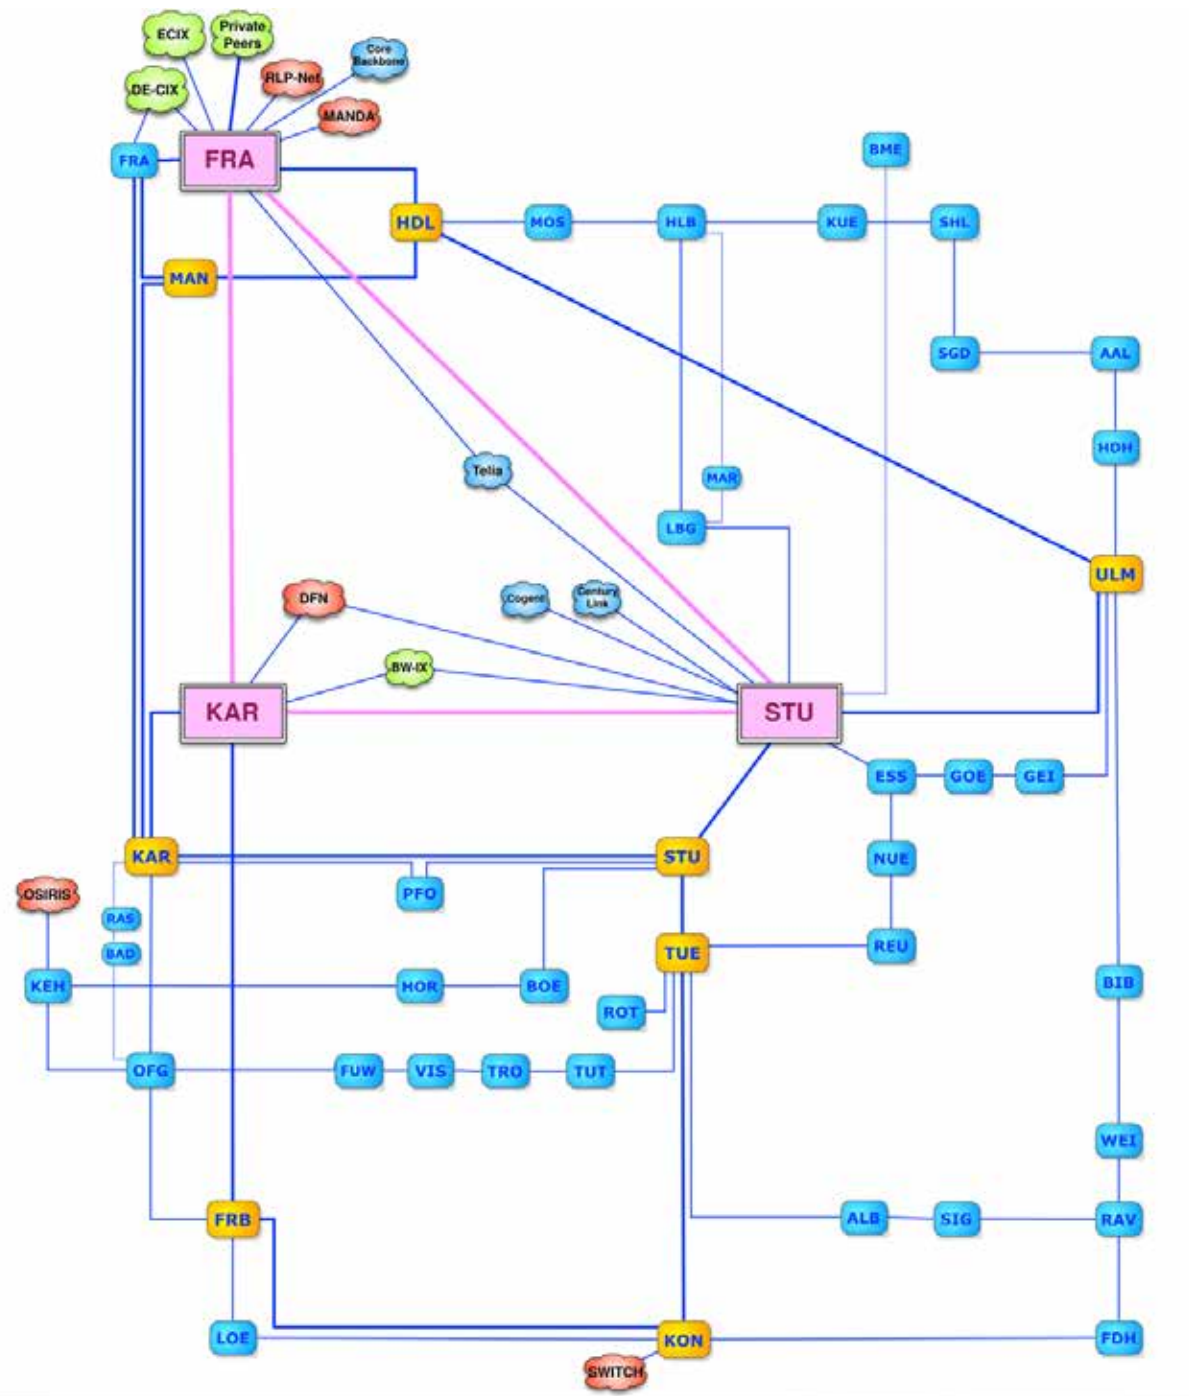 ECIX
Private
Peers
Core
Backbone
RLP-Net
DE-CIX
MANDA
FRA
FRA
BME
HDL
MOS
HLB
KUE
SHL
MAN
SGD
AAL
HDH
Telia
MAR
LBG
ULM
DFN
Cogent
Century
Link
BW-IX
KAR
STU
ESS
GOE
GEI
KAR
STU
NUE
OSIRIS
PFO
RAS
BAD
TUE
REU
KEH
HOR
BOE
BIB
ROT
OFG
FUW
VIS
TRO
TUT
WEI
FRB
ALB
SIG
RAV
LOE
KON
FDH
SWITCH